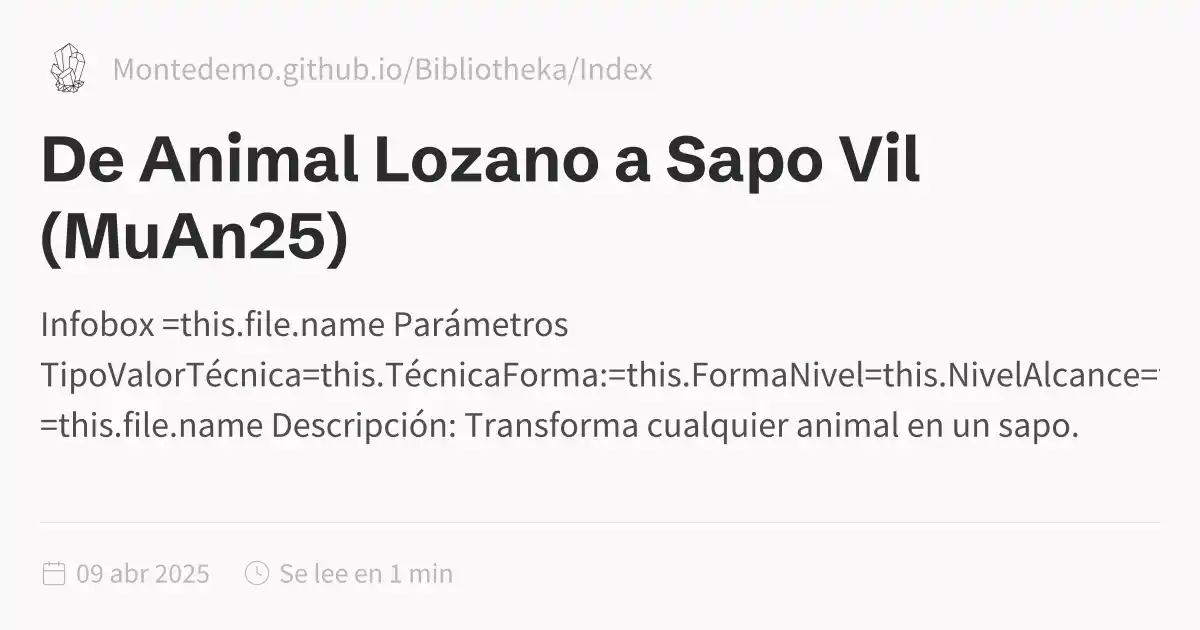 Montedemo.github.io/Bibliotheka/Index
De Animal Lozano a Sapo Vil
(MuAn25)
Infobox =this.file.name Parámetros
TipoValorTécnica=this.TécnicaForma:=this.FormaNivel=this.NivelAlcance=
=this.file.name Descripción: Transforma cualquier animal en un sapo.
09 abr 2025 Se lee en 1 min